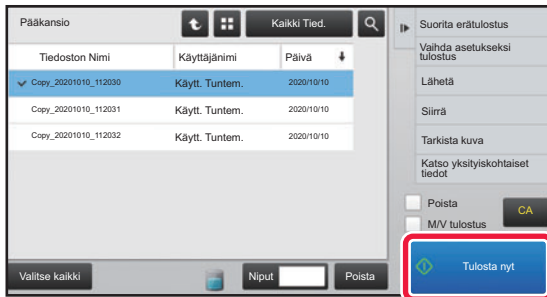 Pääkansio
Kaikki Tied.
Tiedoston Nimi Käyttäjänimi Päivä
Copy_20201010_112030 Käytt. Tuntem. 2020/10/10
Copy_20201010_112031 Käytt. Tuntem. 2020/10/10
Copy_20201010_112032 Käytt. Tuntem. 2020/10/10
Valitse kaikki
Niput
Poista
Suorita erätulostus
Vaihda asetukseksi
tulostus
Lähetä
Siirrä
Tarkista kuva
Katso yksityiskohtaiset
tiedot
Poista
M/V tulostus
CA
Tulosta nyt